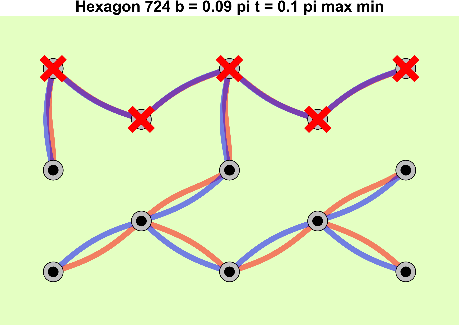 Hexagon 724 b = 0.09 pi t = 0.1 pi max min